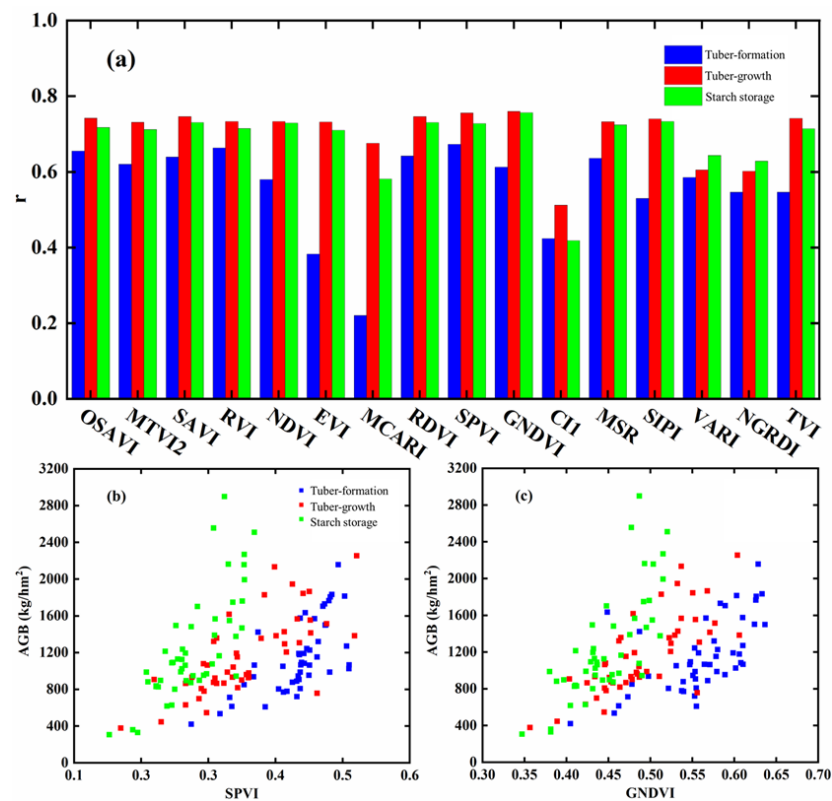 1.0
(a)
Tuber-formation
Tuber-growth
Starch storage
0.8
0.6
r
0.4
0.2
0.0
OSAVI MTVI2 SAVI RVI NDVI EVI MCARI RDVI SPVI GNDVI CI1 MSR SIPI VARI NGRDI TVI
3200
(b)
Tuber-formation
Tuber-growth
Starch storage
2800
2400
2000
1600
1200
800
400
0
AGB (kg/hm²)
0.1 0.3 0.3 0.4 0.5 0.6
SPVI
3200
(c)
2800
2400
2000
1600
1200
800
400
0
AGB (kg/hm²)
0.30 0.35 0.40 0.45 0.50 0.55 0.60 0.65 0.70
GNDVI